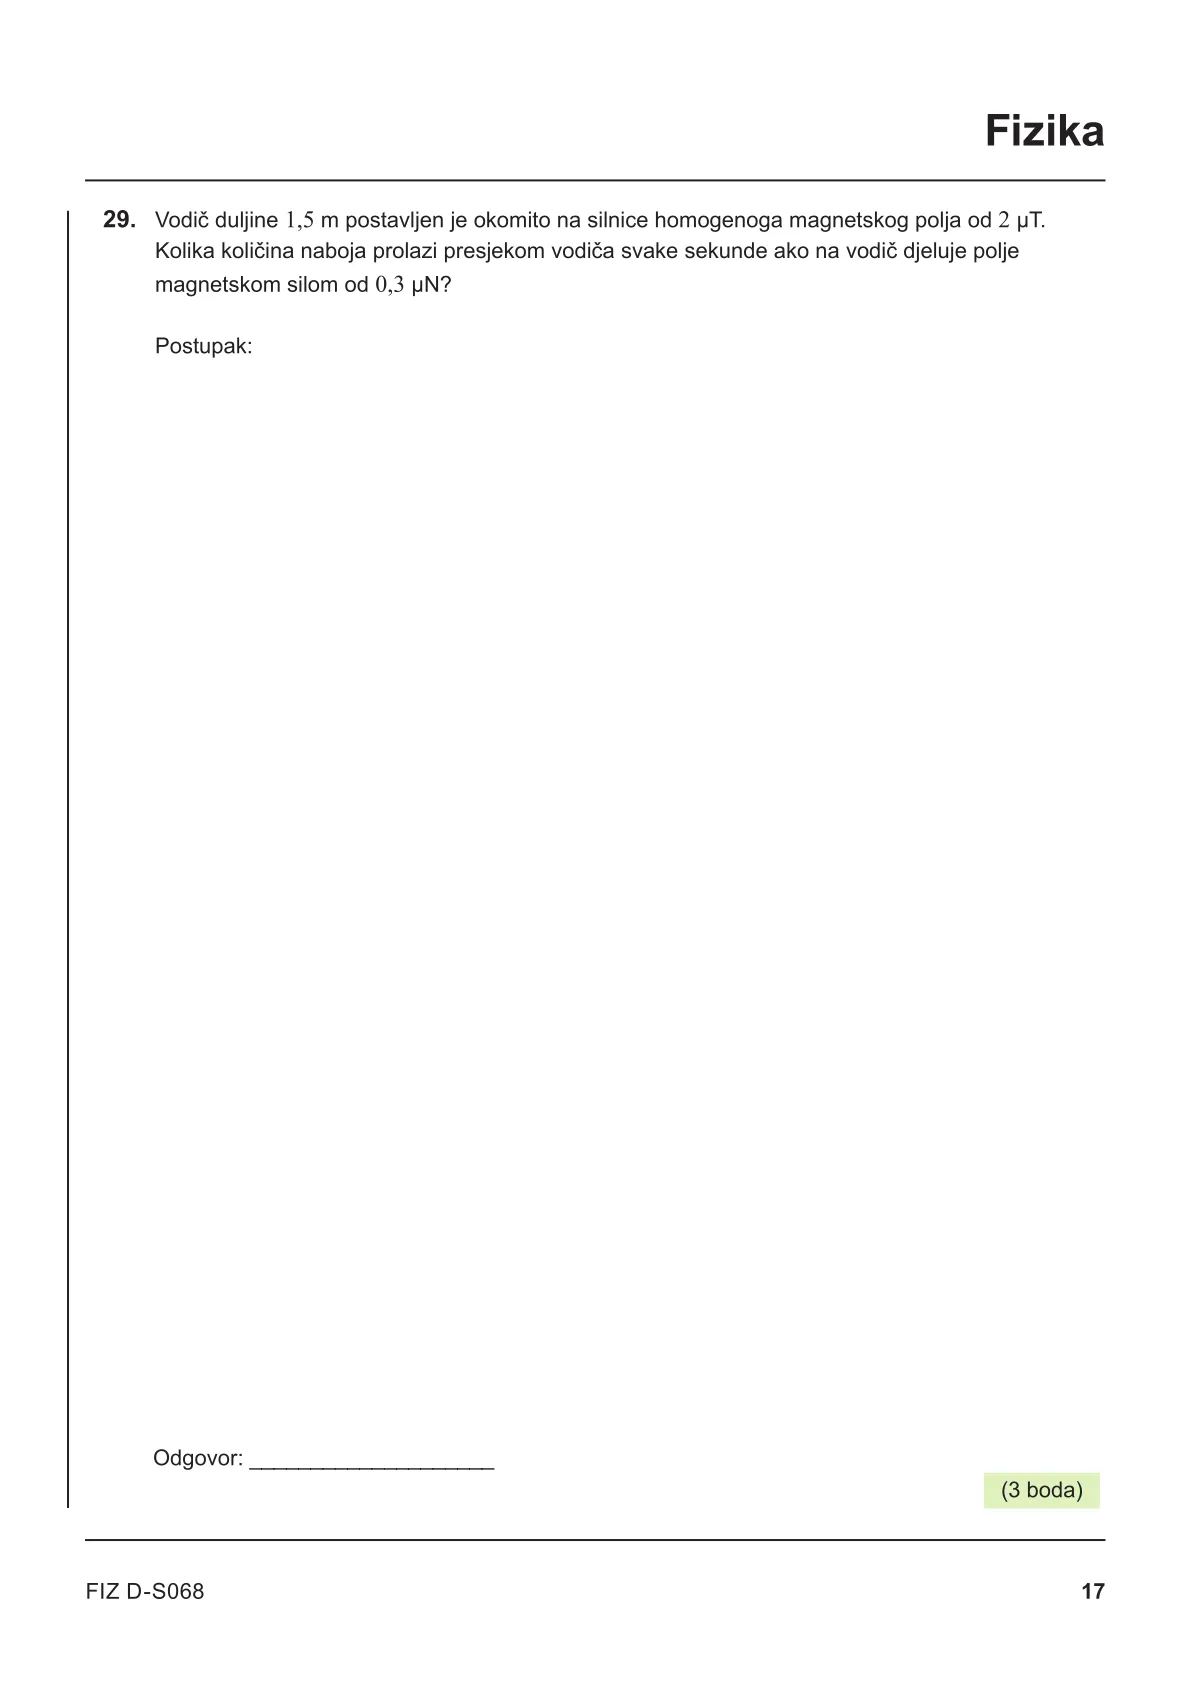 Fizika
29. Vodič duljine 1,5 m postavljen je okomito na silnice homogenoga magnetskog polja od 2 µT.
Kolika količina naboja prolazi presjekom vodiča svake sekunde ako na vodič djeluje polje
magnetskom silom od 0,3 µN?
Postupak:
Odgovor: ____________________
(3 boda)
FIZ D-S068
17